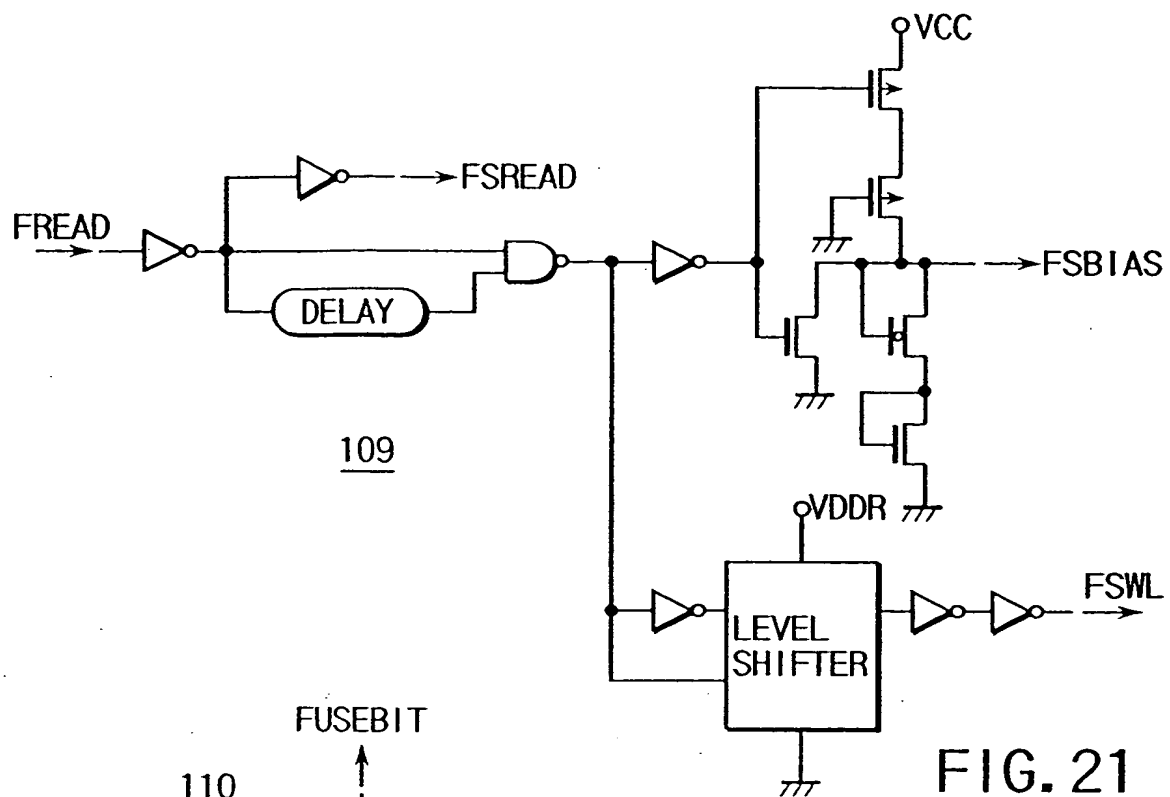 VCC
FSREAD
FREAD
DELAY
FSBIAS
109
VDDR
LEVEL
SHIFTER
FSWL
FUSEBIT
110
FIG. 21